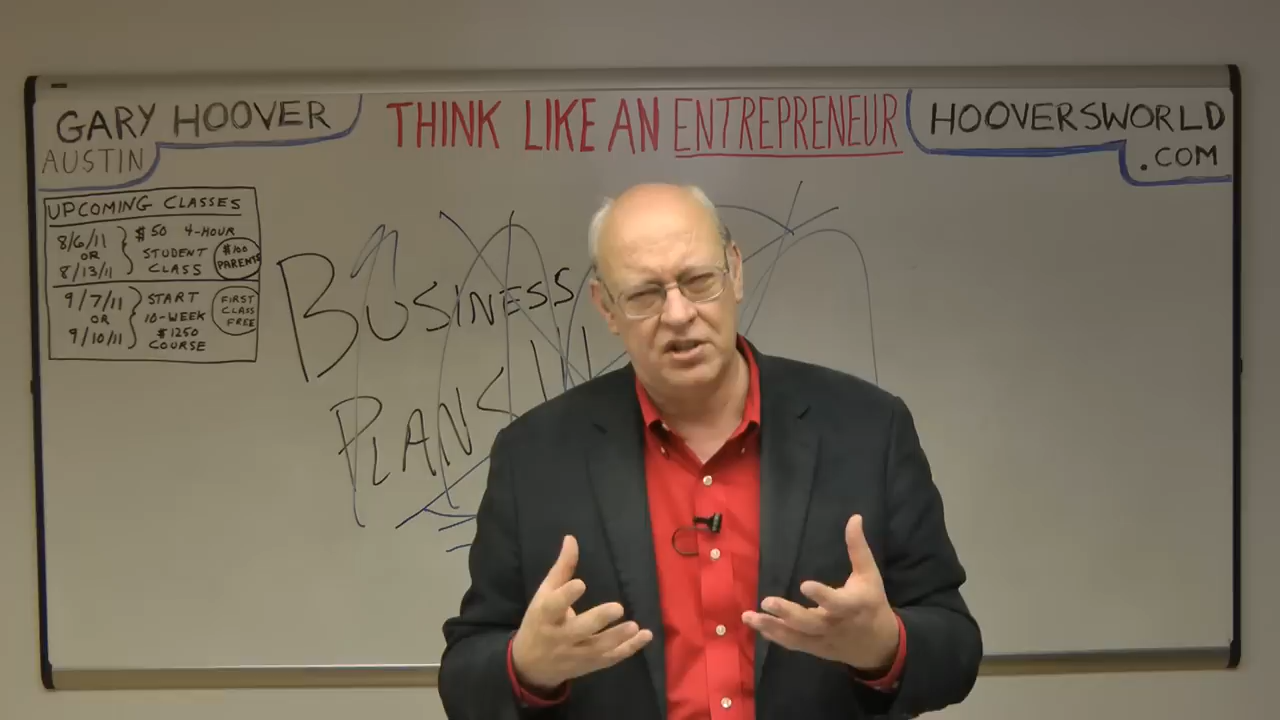 GARY HOOVER
AUSTIN
THINK LIKE AN ENTREPRENEUR
HOOVERSWORLD
.COM
UPCOMING CLASSES
8/6/11
OR
8/13/11
$50 4-HOUR
STUDENT
CLASS
$100
PARENTS
9/7/11
OR
9/10/11
START
10-WEEK
$1250
COURSE
FIRST
CLASS
FREE
BUSINESS
PLANS